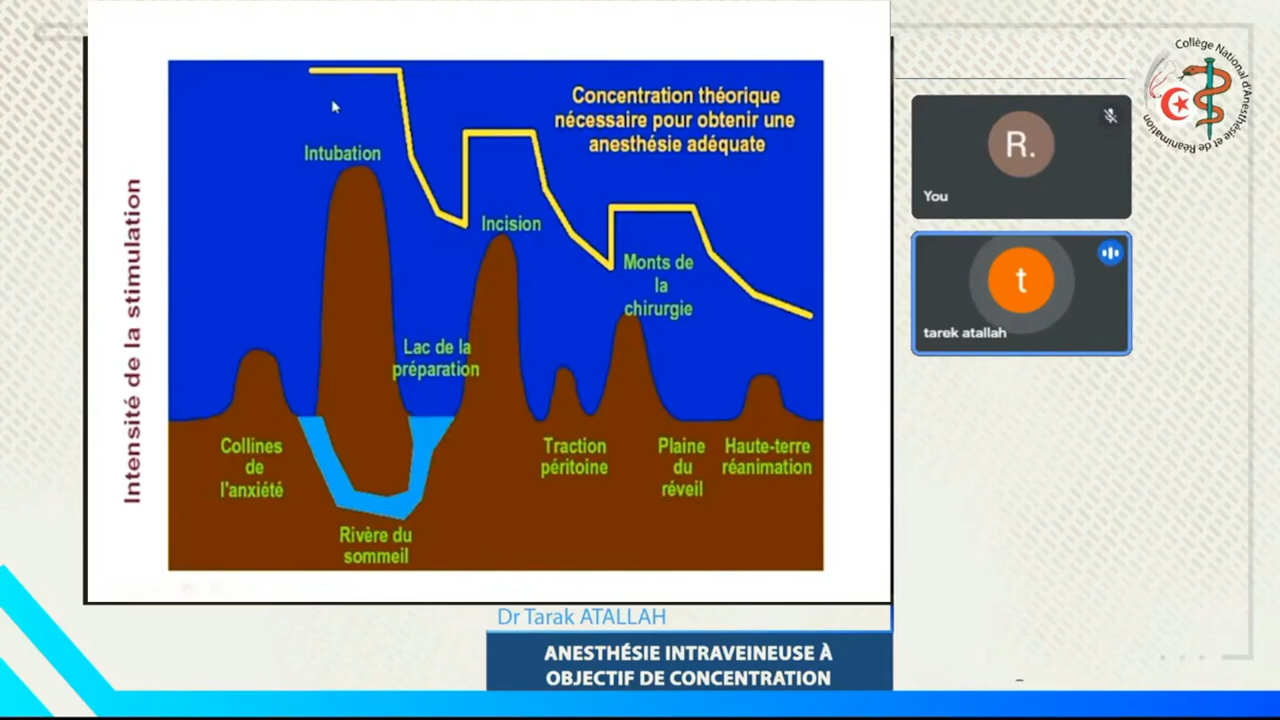 Concentration théorique
nécessaire pour obtenir une
anesthésie adéquate
Intubation
Incision
Monts de
la
chirurgie
Lac de la
préparation
Intensité de la stimulation
Collines
de
l'anxiété
Traction
péritoine
Plaine
du
réveil
Haute-terre
réanimation
Rivère du
sommeil
Collège National d'Anesthésie et de Réanimation
R.
You
t
tarek atallah
Dr Tarak ATALLAH
ANESTHÉSIE INTRAVEINEUSE À
OBJECTIF DE CONCENTRATION